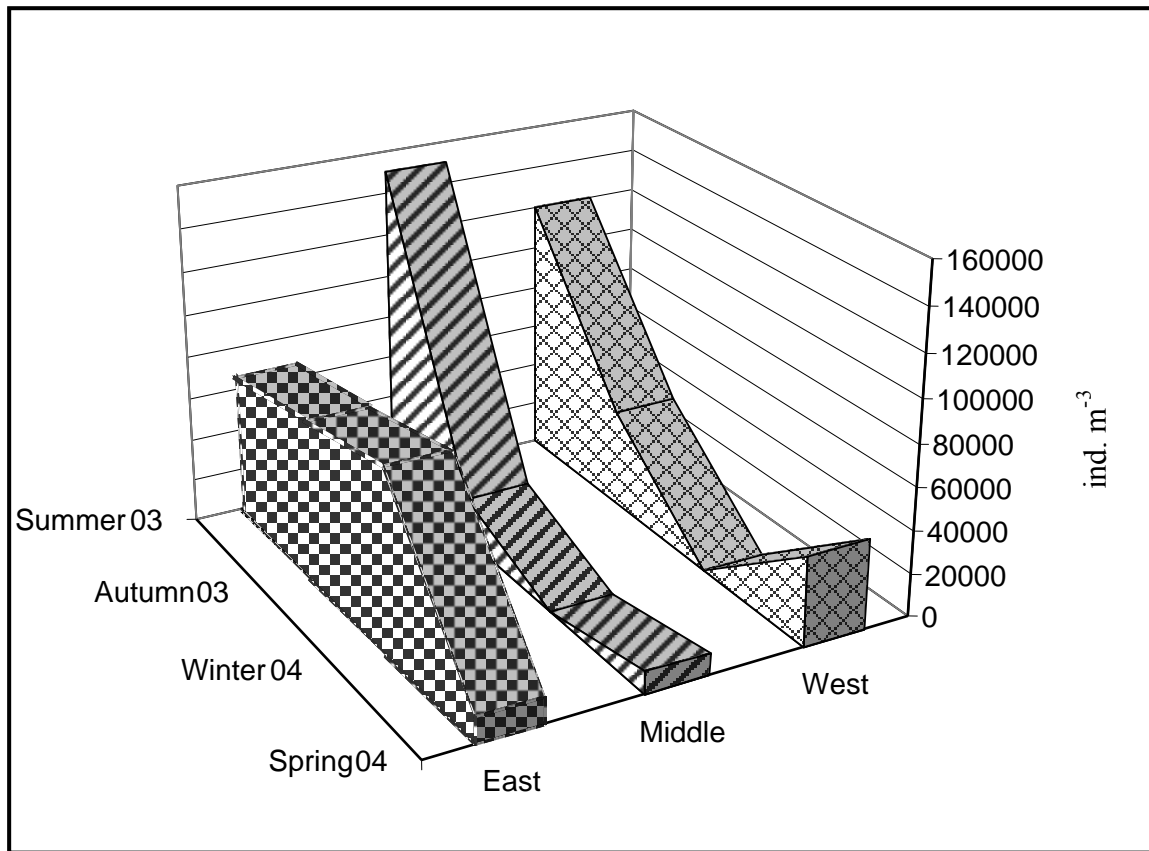 160000
140000
120000
100000
80000
60000
40000
20000
0
ind. m⁻³
Summer 03
Autumn 03
Winter 04
Spring 04
East
Middle
West